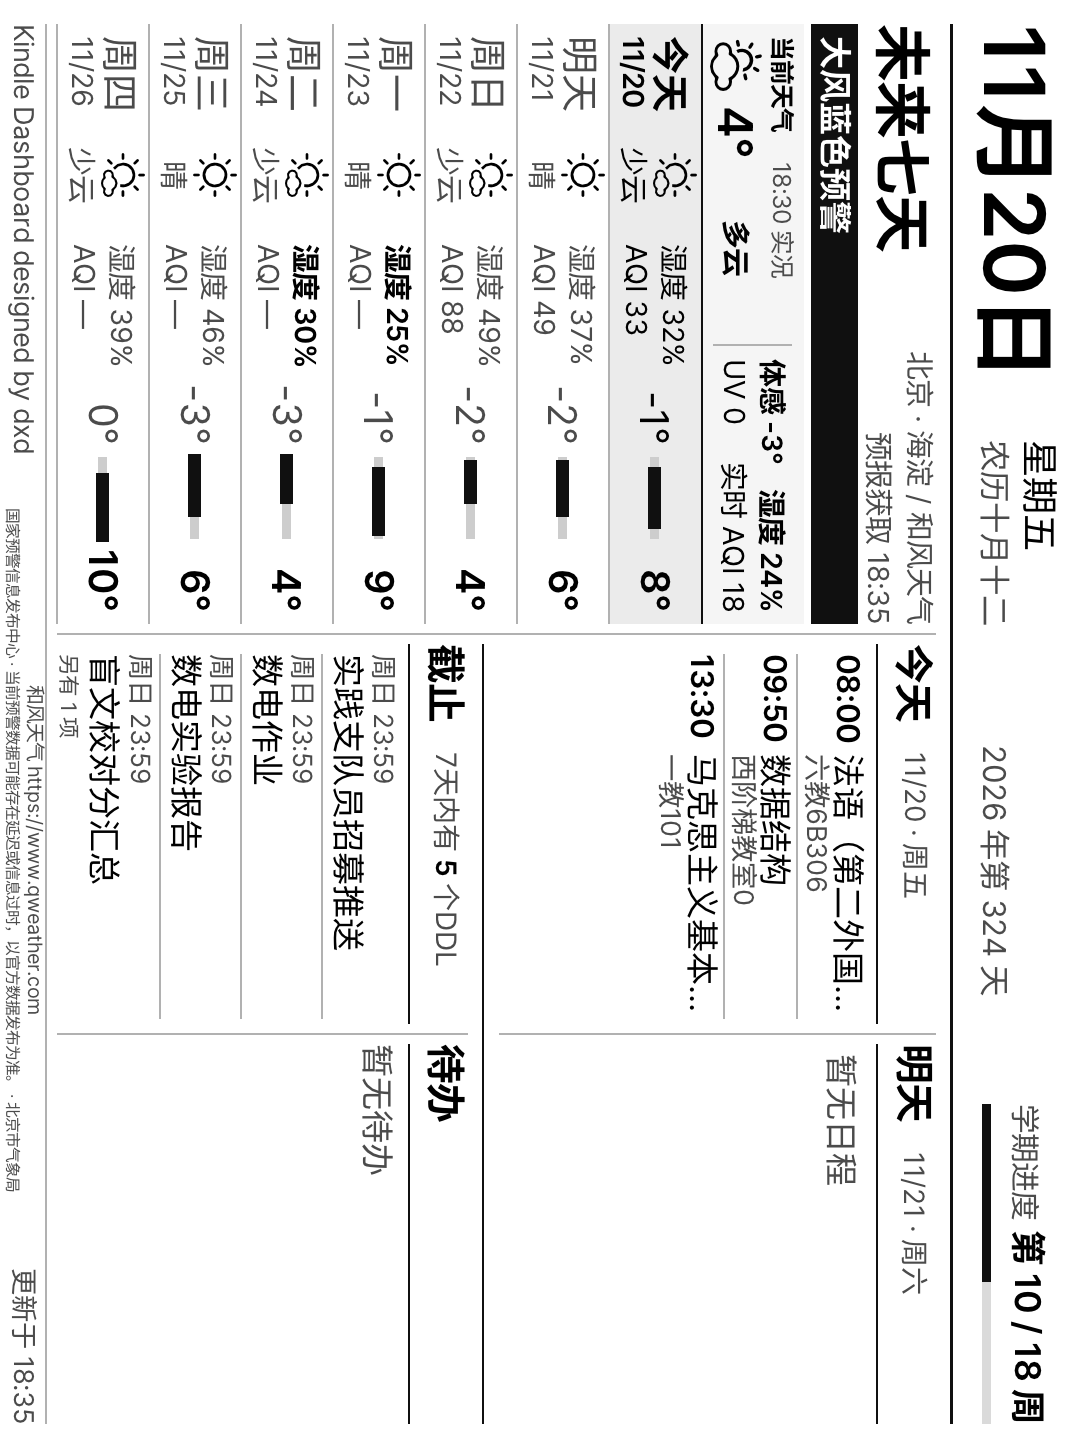 11月20日
星期五
农历十月十二
2026 年第 324 天
学期进度 第 10 / 18 周
未来七天
北京 · 海淀 / 和风天气
预报获取 18:35
大风蓝色预警
当前天气 18:30 实况
4° 多云
体感 -3° 湿度 24%
UV 0 实时 AQI 18
今天 湿度 32% -1° 8°
11/20 少云 AQI 33
明天 湿度 37% -2° 6°
11/21 晴 AQI 49
周日 湿度 49% -2° 4°
11/22 少云 AQI 88
周一 湿度 25% -1° 9°
11/23 晴 AQI —
周二 湿度 30% -3° 4°
11/24 少云 AQI —
周三 湿度 46% -3° 6°
11/25 晴 AQI —
周四 湿度 39% 0° 10°
11/26 少云 AQI —
今天 11/20 · 周五
08:00 法语（第二外国…
六教6B306
09:50 数据结构
西阶梯教室0
13:30 马克思主义基本…
一教101
明天 11/21 · 周六
暂无日程
截止 7天内有 5 个DDL
周日 23:59
实践支队员招募推送
周日 23:59
数电作业
周日 23:59
数电实验报告
周日 23:59
盲文校对分汇总
另有 1 项
待办
暂无待办
Kindle Dashboard designed by dxd
和风天气 https://www.qweather.com
国家预警信息发布中心 · 当前预警数据可能存在延迟或信息过时，以官方数据发布为准。 · 北京市气象局
更新于 18:35